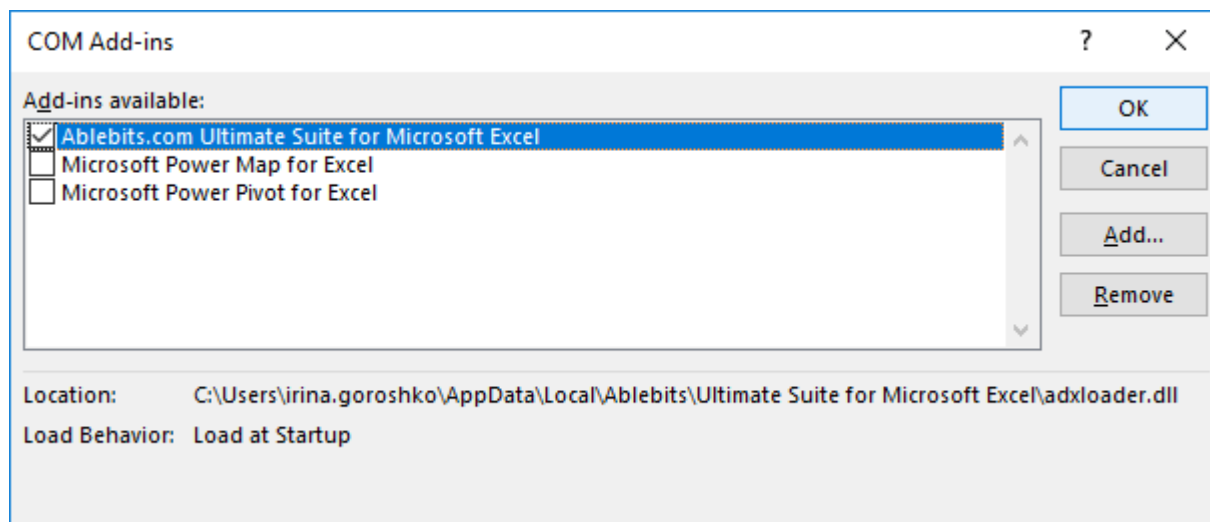 COM Add-ins
?
Add-ins available:
Ablebits.com Ultimate Suite for Microsoft Excel
Microsoft Power Map for Excel
Microsoft Power Pivot for Excel
OK
Cancel
Add...
Remove
Location: C:\Users\irina.goroshko\AppData\Local\Ablebits\Ultimate Suite for Microsoft Excel\adxloader.dll
Load Behavior: Load at Startup